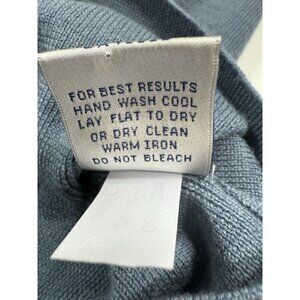 FOR BEST RESULTS
HAND WASH COOL
LAY FLAT TO DRY
OR DRY CLEAN
WARM IRON
DO NOT BLEACH